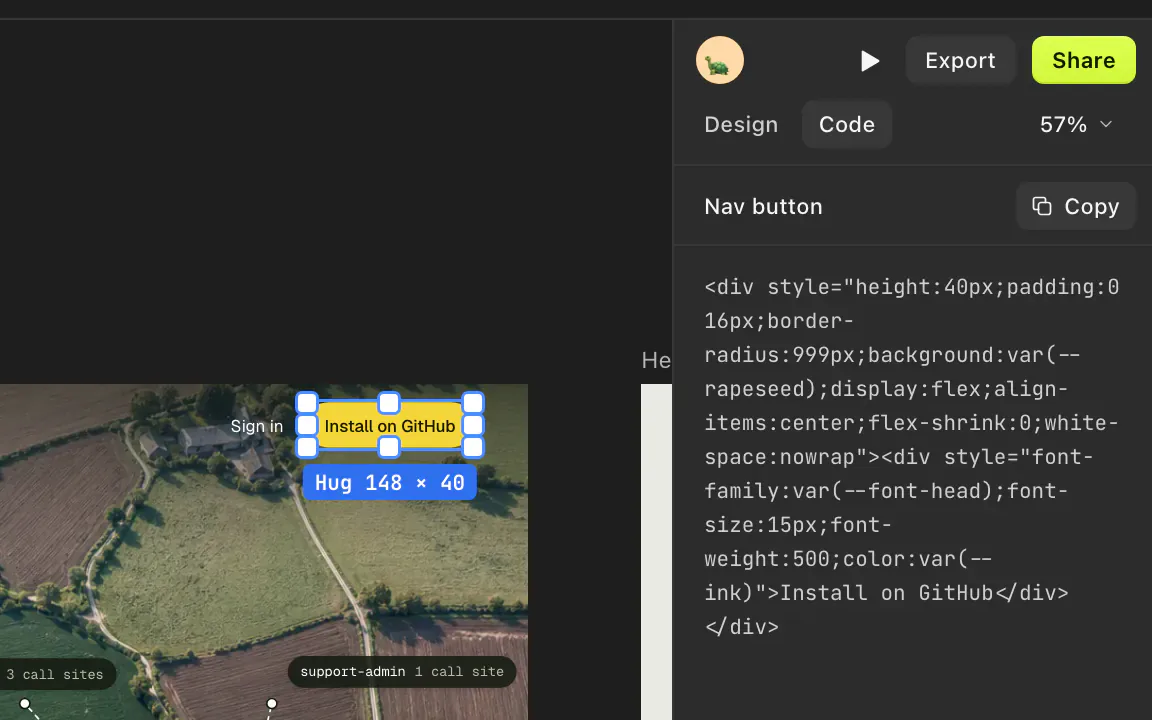 Export
Share
Design
Code
57%
Nav button
Copy
<div style="height:40px;padding:0
16px;border-
radius:999px;background:var(--
rapeseed);display:flex;align-
items:center;flex-shrink:0;white-
space:nowrap"><div style="font-
family:var(--font-head);font-
size:15px;font-
weight:500;color:var(--
ink)">Install on GitHub</div>
</div>
He
Sign in
Install on GitHub
Hug 148 × 40
3 call sites
support-admin 1 call site